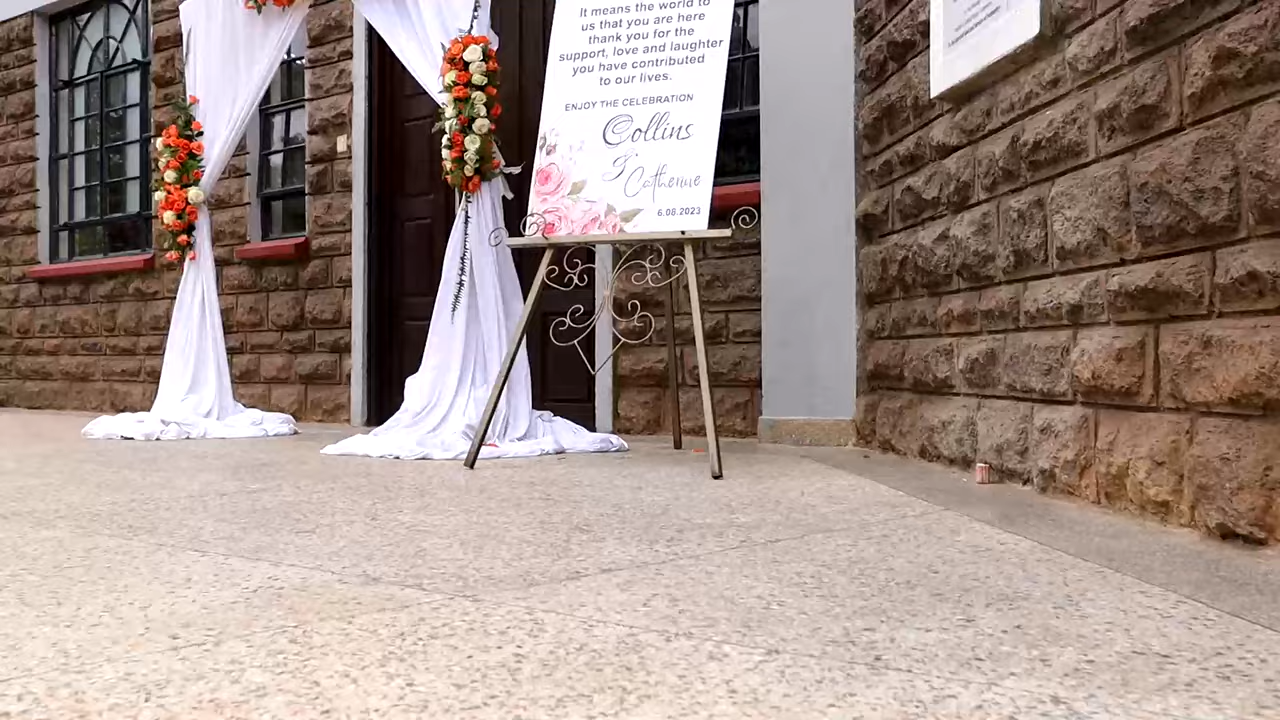 It means the world to
us that you are here
thank you for the
support, love and laughter
you have contributed
to our lives.
ENJOY THE CELEBRATION
Collins
&
Catherine
6.08.2023